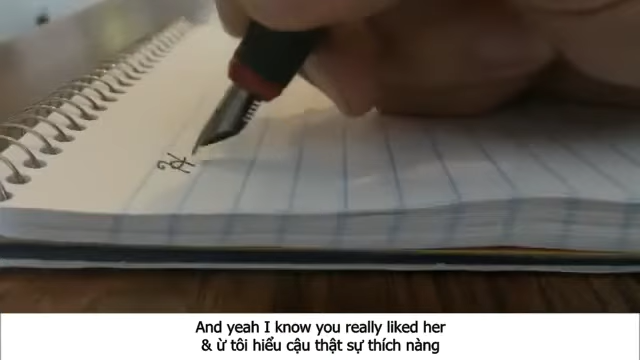 And yeah I know you really liked her
& ừ tôi hiểu cậu thật sự thích nàng